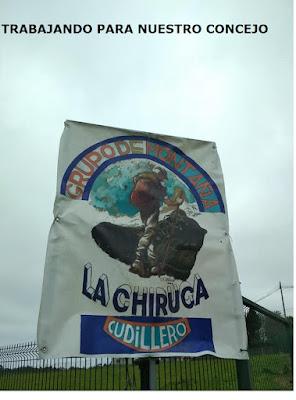 TRABAJANDO PARA NUESTRO CONCEJO
GRUPO DE MONTAÑA
LA CHIRUCA
CUDILLERO